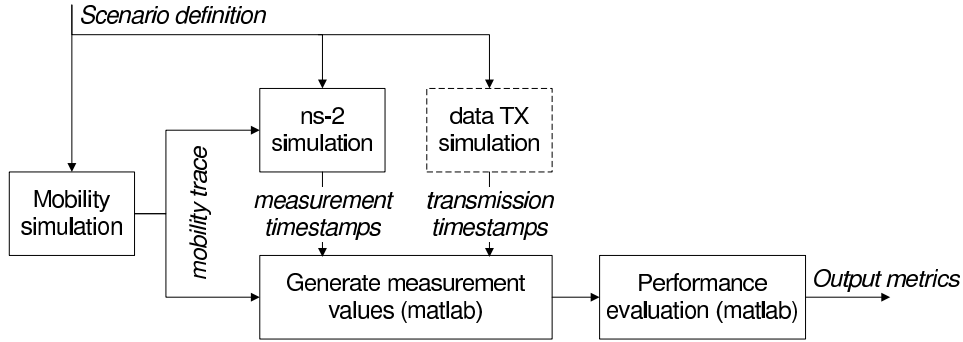 Scenario definition
ns-2
simulation
data TX
simulation
Mobility
simulation
mobility trace
measurement
timestamps
transmission
timestamps
Generate measurement
values (matlab)
Performance
evaluation (matlab)
Output metrics